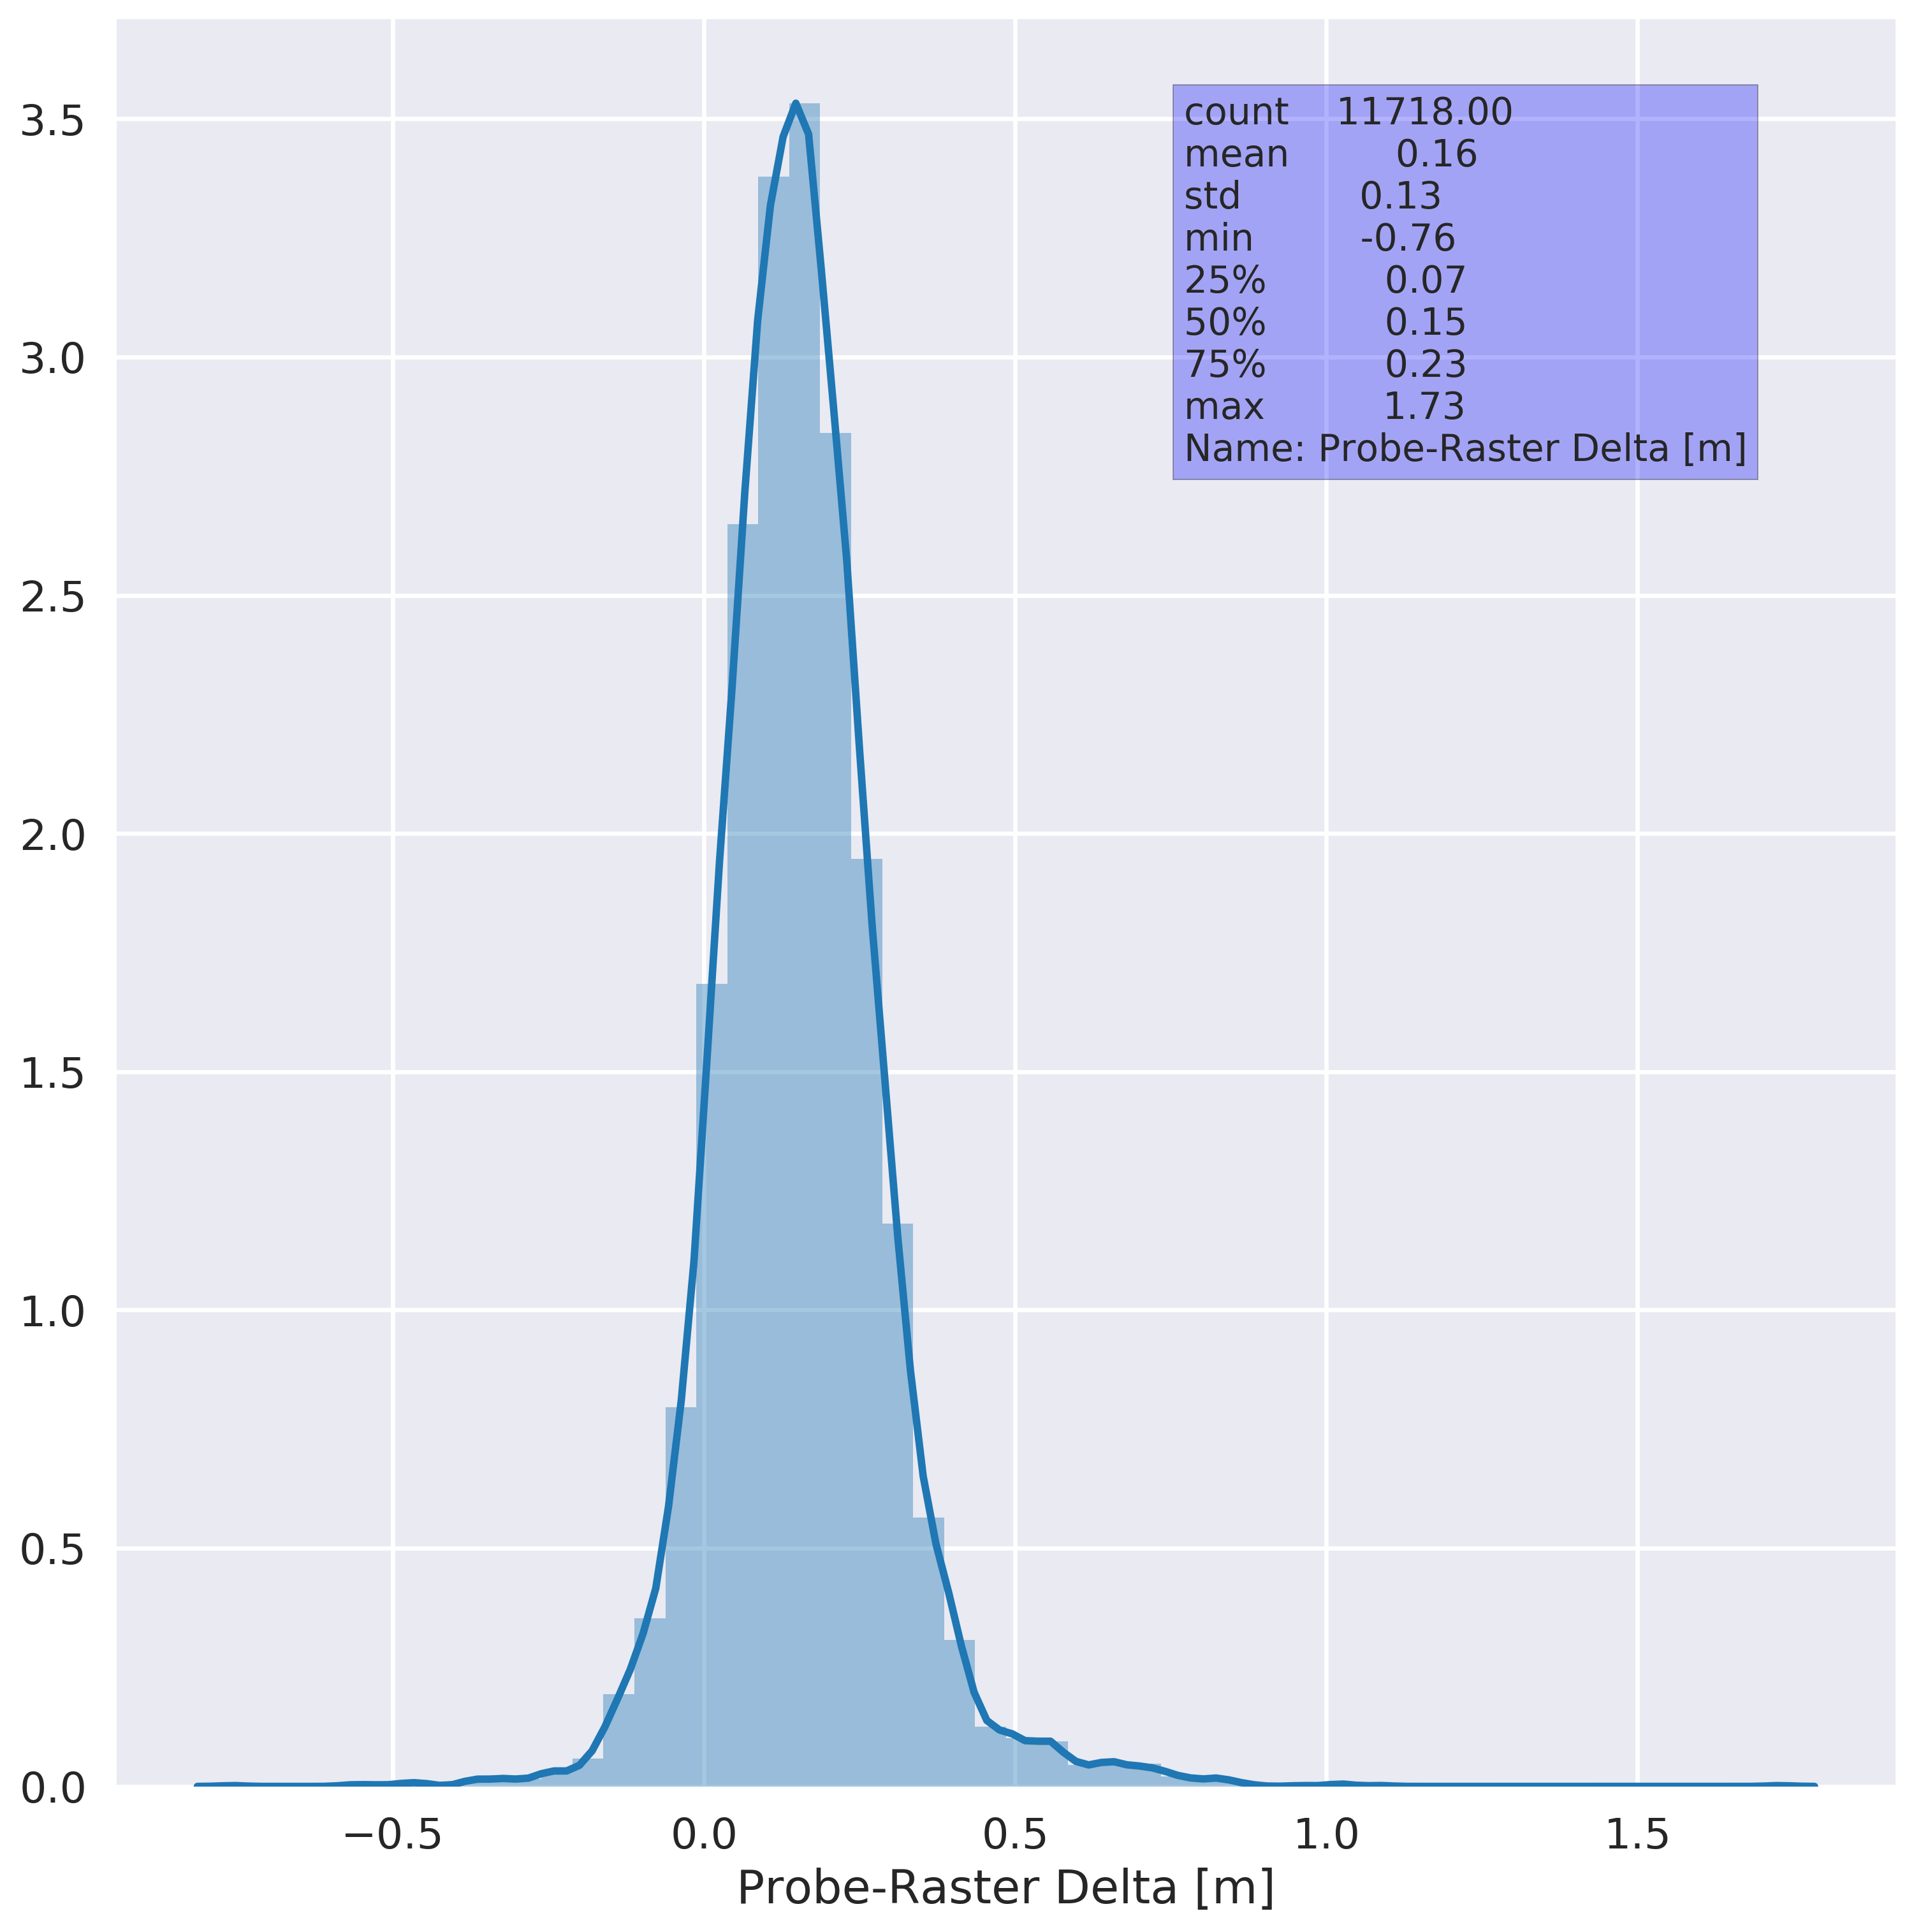 3.5
3.0
2.5
2.0
1.5
1.0
0.5
0.0
count 11718.00
mean 0.16
std 0.13
min -0.76
25% 0.07
50% 0.15
75% 0.23
max 1.73
Name: Probe-Raster Delta [m]
−0.5 0.0 0.5 1.0 1.5
Probe-Raster Delta [m]